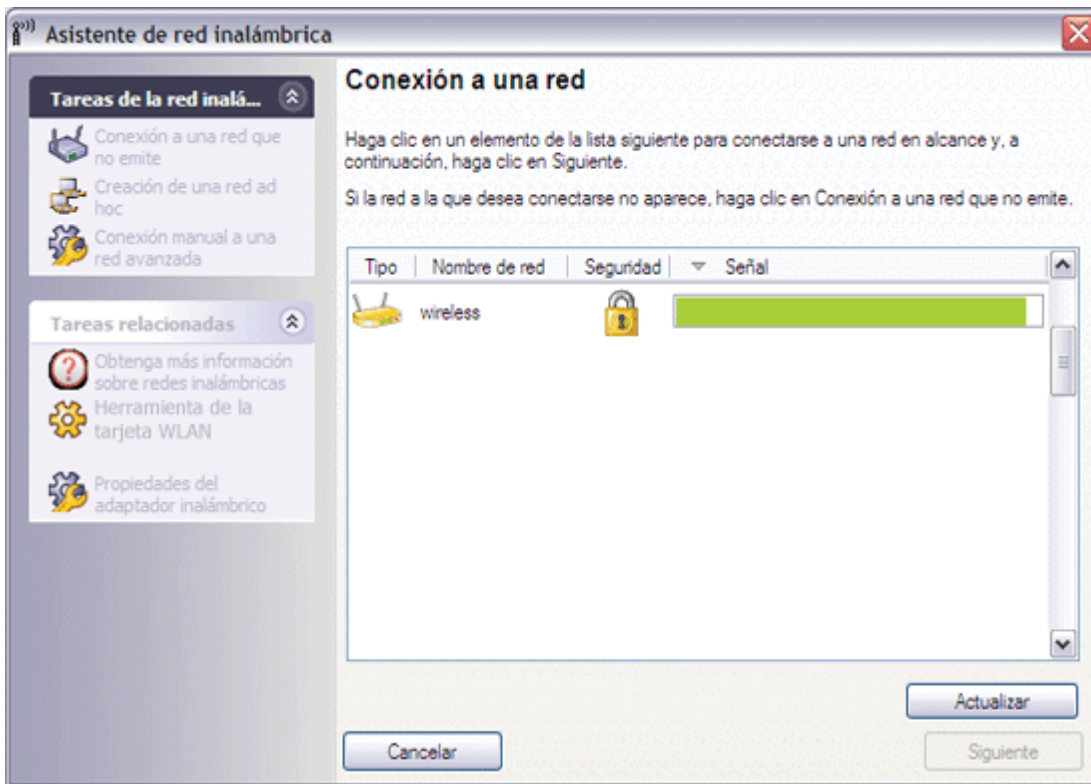 Asistente de red inalámbrica
Tareas de la red inalá...
Conexión a una red que
no emite
Creación de una red ad
hoc
Conexión manual a una
red avanzada
Tareas relacionadas
Obtenga más información
sobre redes inalámbricas
Herramienta de la
tarjeta WLAN
Propiedades del
adaptador inalámbrico
Conexión a una red
Haga clic en un elemento de la lista siguiente para conectarse a una red en alcance y, a
continuación, haga clic en Siguiente.
Si la red a la que desea conectarse no aparece, haga clic en Conexión a una red que no emite.
Tipo Nombre de red Seguridad Señal
wireless
Actualizar
Cancelar Siguiente